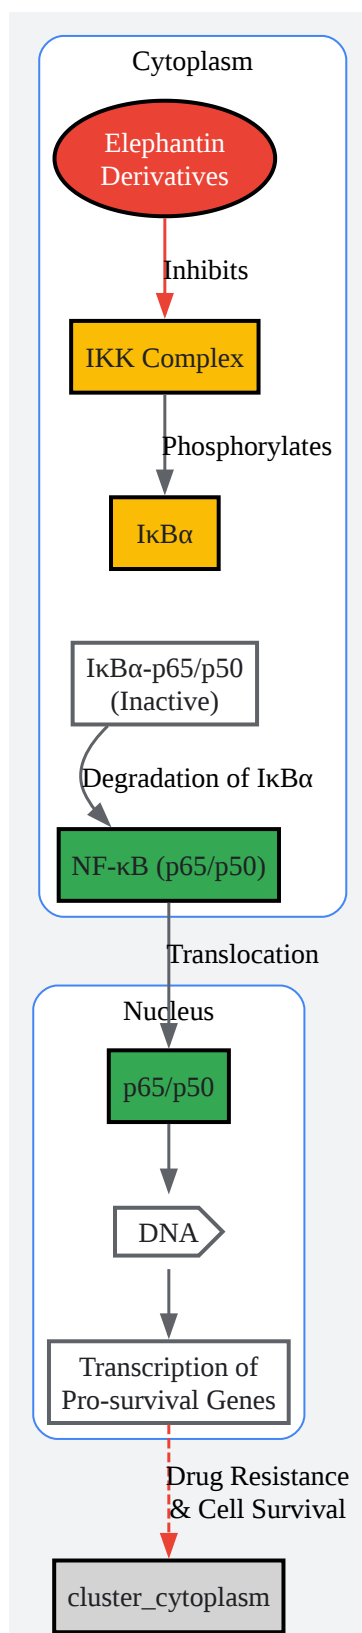 Cytoplasm
Elephantin
Derivatives
Inhibits
IKK Complex
Phosphorylates
IκBα
IκBα-p65/p50
(Inactive)
Degradation of IκBα
NF-κB (p65/p50)
Translocation
Nucleus
p65/p50
DNA
Transcription of
Pro-survival Genes
Drug Resistance
& Cell Survival
cluster_cytoplasm